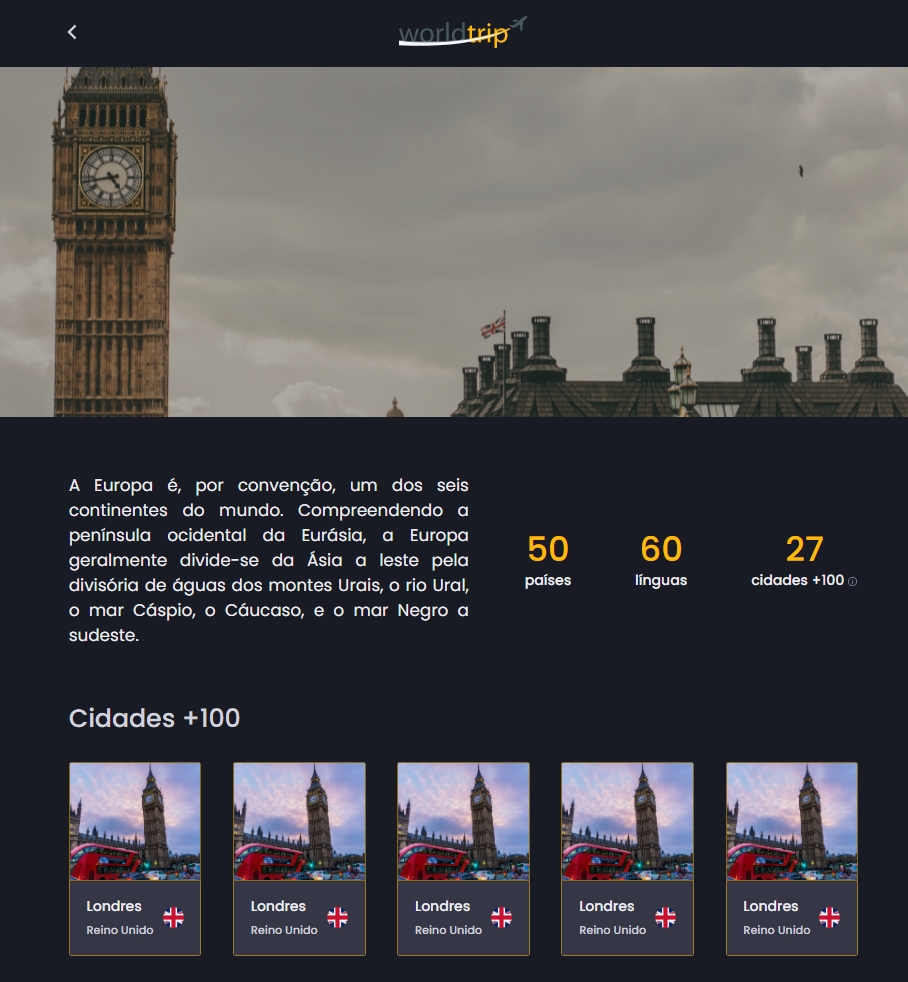 worldtrip
A Europa é, por convenção, um dos seis
continentes do mundo. Compreendendo a
península ocidental da Eurásia, a Europa
geralmente divide-se da Ásia a leste pela
divisória de águas dos montes Urais, o rio Ural,
o mar Cáspio, o Cáucaso, e o mar Negro a
sudeste.
50
países
60
línguas
27
cidades +100
Cidades +100
Londres
Reino Unido
Londres
Reino Unido
Londres
Reino Unido
Londres
Reino Unido
Londres
Reino Unido